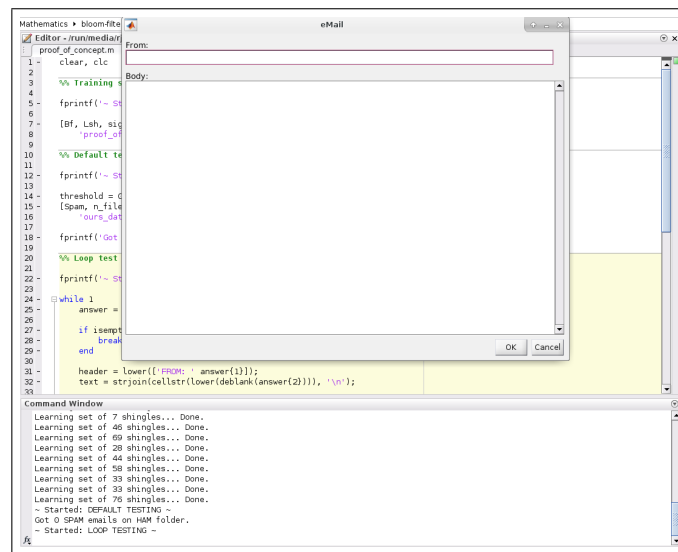 Mathematics ▸ bloom-filte
eMail
Editor - /run/media/rj
proof_of_concept.m
From:
Body:
1 - clear, clc
2
3 %% Training s
4
5 - fprintf('~ St
6
7 - [Bf, Lsh, sig
8 'proof_of
9
10 %% Default te
11
12 - fprintf('~ St
13
14 - threshold = 0
15 - [Spam, n_file
16 'ours_dat
17
18 - fprintf('Got
19
20 %% Loop test
21
22 - fprintf('~ St
23
24 - while 1
25 - answer =
26
27 - if isempt
28 - break
29 - end
30
31 - header = lower(['FROM: ' answer{1}]);
32 - text = strjoin(cellstr(lower(deblank(answer{2}))), '\n');
33
OK Cancel
Command Window
Learning set of 7 shingles... Done.
Learning set of 46 shingles... Done.
Learning set of 69 shingles... Done.
Learning set of 28 shingles... Done.
Learning set of 44 shingles... Done.
Learning set of 58 shingles... Done.
Learning set of 33 shingles... Done.
Learning set of 33 shingles... Done.
Learning set of 76 shingles... Done.
~ Started: DEFAULT TESTING ~
Got 0 SPAM emails on HAM folder.
~ Started: LOOP TESTING ~
fx